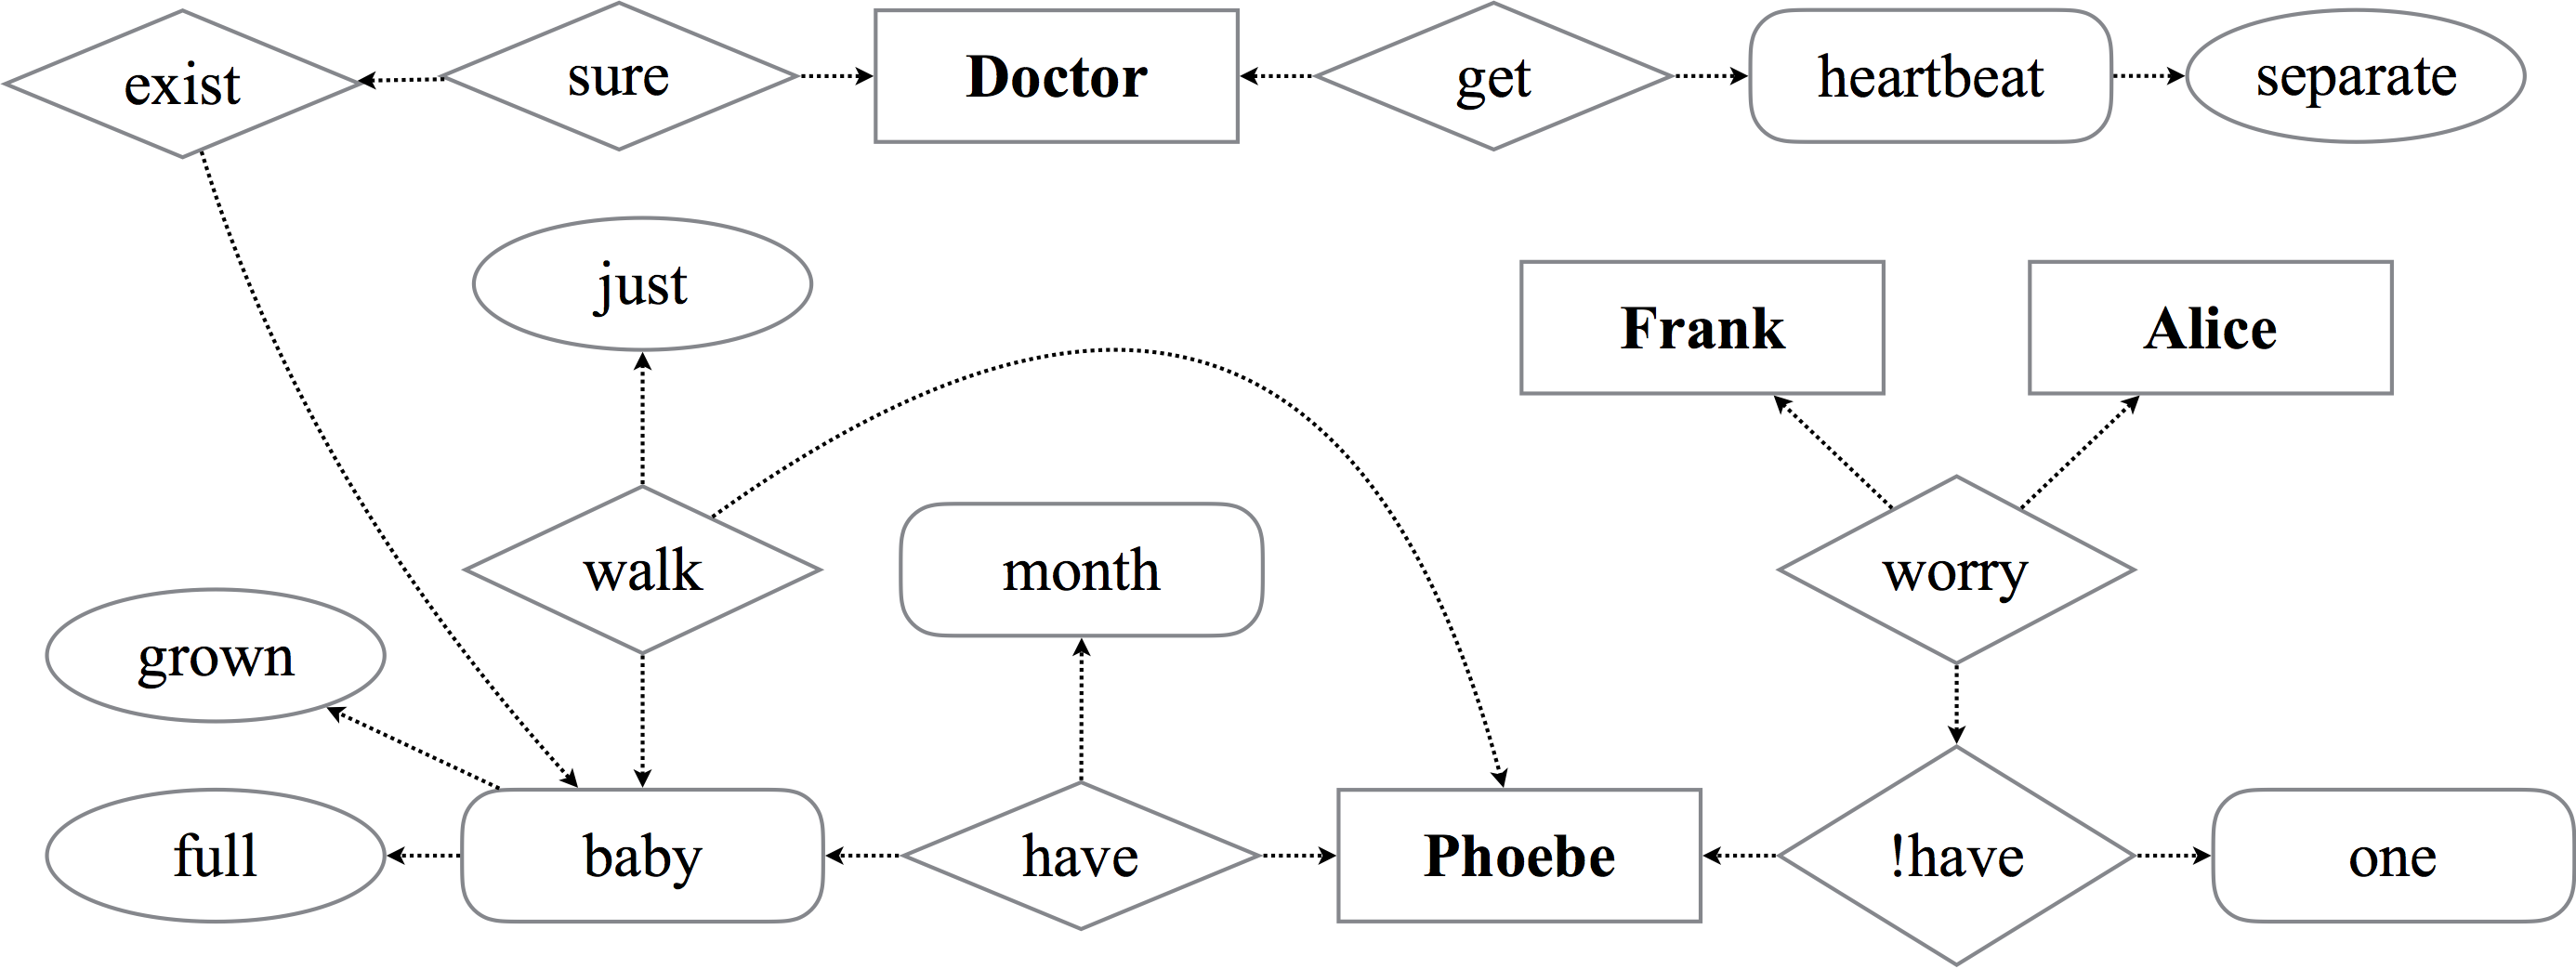 exist
sure
Doctor
get
heartbeat
separate
just
Frank
Alice
walk
month
worry
grown
full
baby
have
Phoebe
!have
one